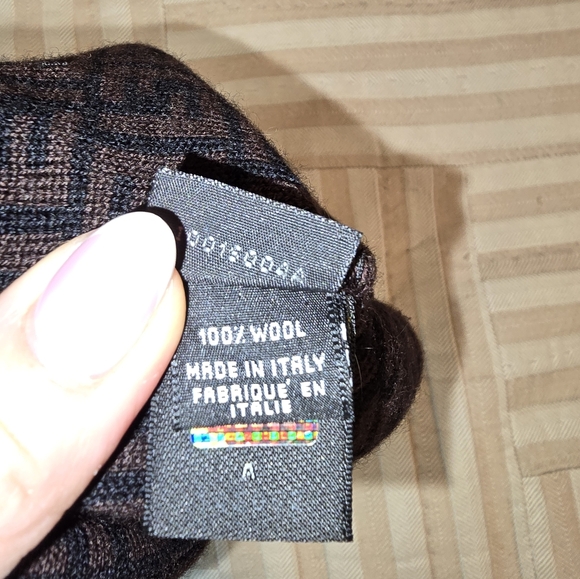 100% WOOL
MADE IN ITALY
FABRIQUE' EN
ITALIE
A